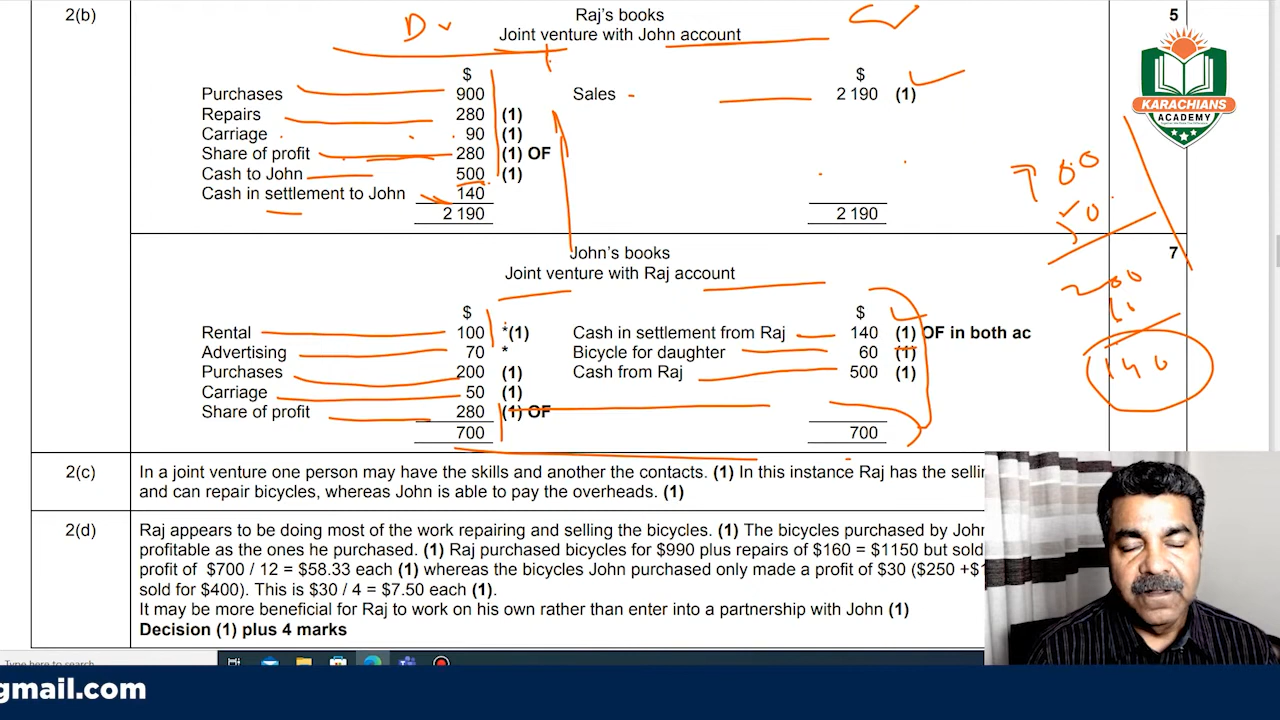 2(b)
Raj's books
5
Joint venture with John account
$
$
Purchases 900
Sales 2 190 (1)
Repairs 280 (1)
Carriage 90 (1)
Share of profit 280 (1) OF
Cash to John 500 (1)
Cash in settlement to John 140
2 190
2 190
John's books
7
Joint venture with Raj account
$
$
Rental 100 *(1)
Cash in settlement from Raj 140 (1) OF in both ac
Advertising 70 *
Bicycle for daughter 60 (1)
Purchases 200 (1)
Cash from Raj 500 (1)
Carriage 50 (1)
Share of profit 280 (1) OF
700
700
2(c)
In a joint venture one person may have the skills and another the contacts. (1) In this instance Raj has the sellin
and can repair bicycles, whereas John is able to pay the overheads. (1)
2(d)
Raj appears to be doing most of the work repairing and selling the bicycles. (1) The bicycles purchased by John
profitable as the ones he purchased. (1) Raj purchased bicycles for $990 plus repairs of $160 = $1150 but sold
profit of $700 / 12 = $58.33 each (1) whereas the bicycles John purchased only made a profit of $30 ($250 +$1
sold for $400). This is $30 / 4 = $7.50 each (1).
It may be more beneficial for Raj to work on his own rather than enter into a partnership with John (1)
Decision (1) plus 4 marks
KARACHIANS
ACADEMY
140
Type here to search
gmail.com